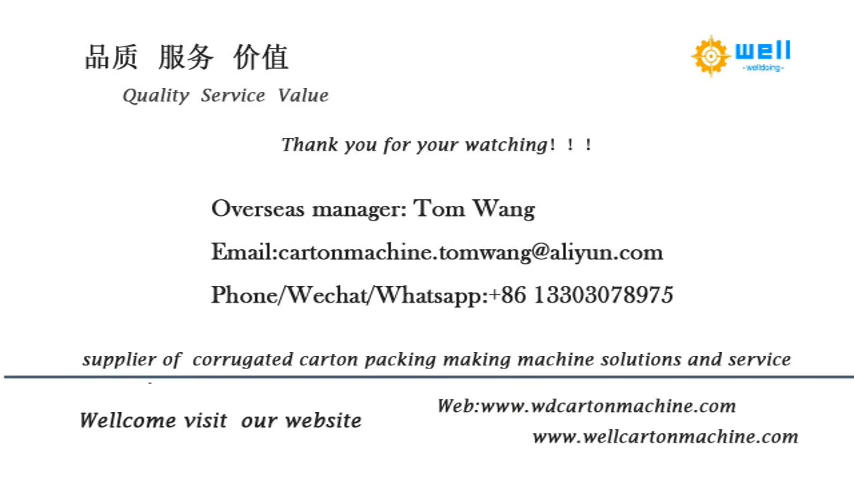 品质 服务 价值
well
-welldoing-
Quality Service Value
Thank you for your watching！！！
Overseas manager: Tom Wang
Email:cartonmachine.tomwang@aliyun.com
Phone/Wechat/Whatsapp:+86 13303078975
supplier of corrugated carton packing making machine solutions and service
Wellcome visit our website
Web:www.wdcartonmachine.com
www.wellcartonmachine.com